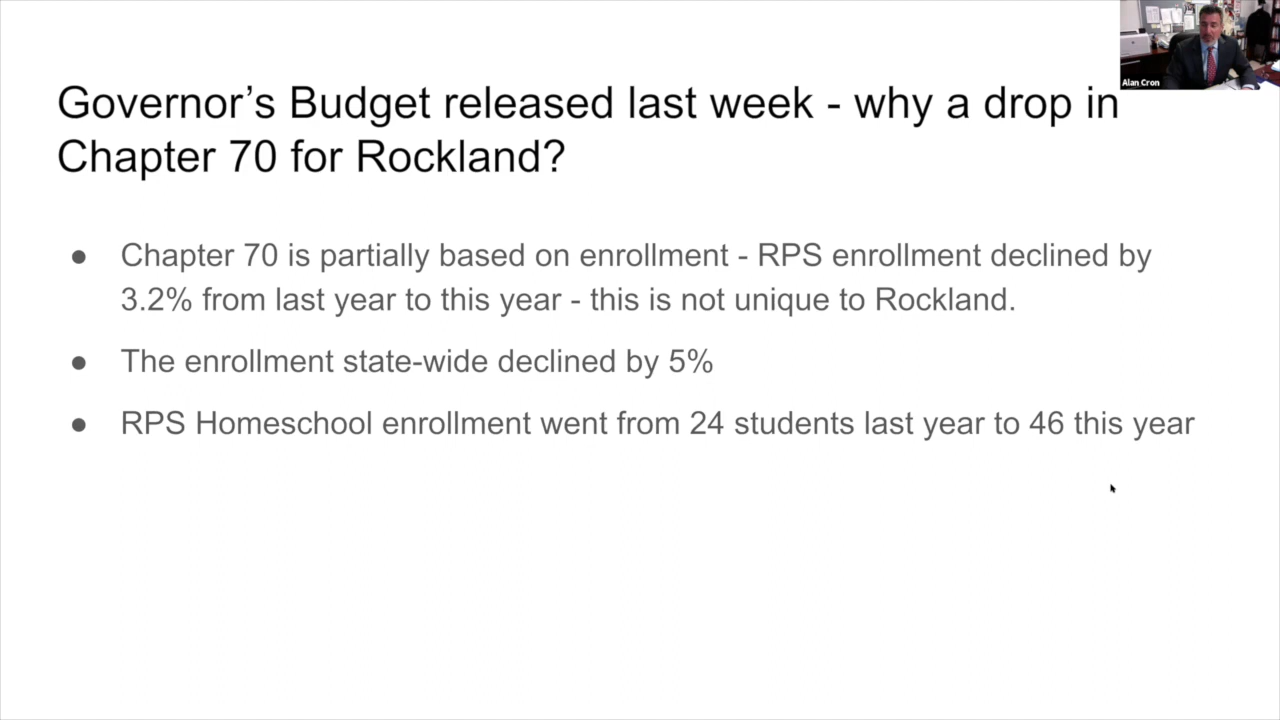 Alan Cron
Governor’s Budget released last week - why a drop in
Chapter 70 for Rockland?
● Chapter 70 is partially based on enrollment - RPS enrollment declined by
3.2% from last year to this year - this is not unique to Rockland.
● The enrollment state-wide declined by 5%
● RPS Homeschool enrollment went from 24 students last year to 46 this year